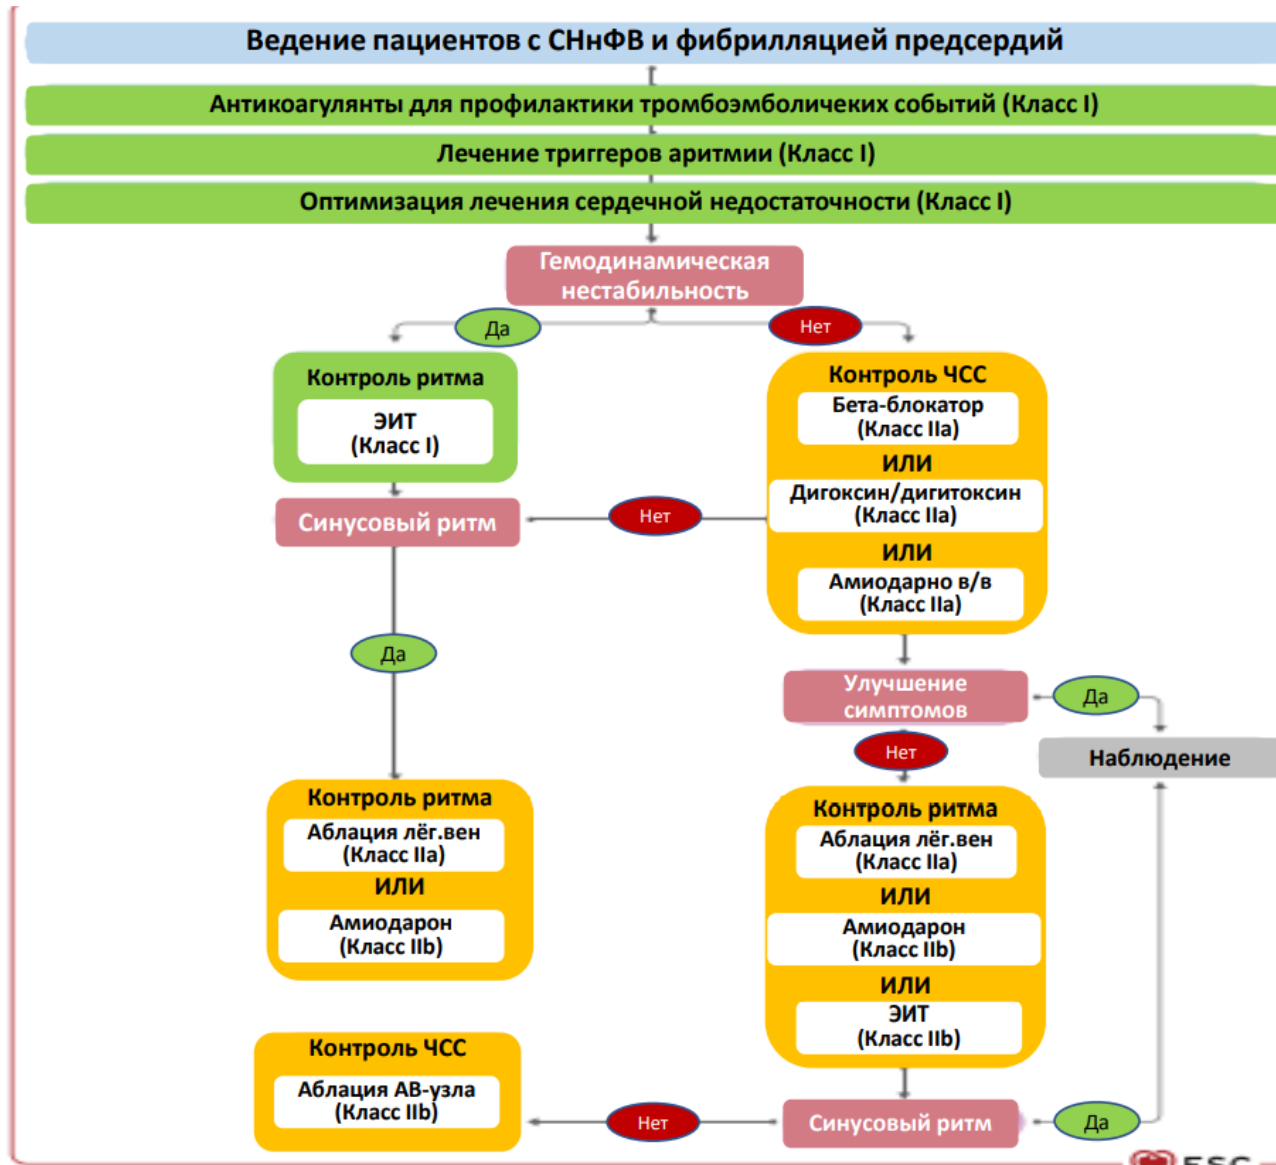 Ведение пациентов с СНнФВ и фибрилляцией предсердий
Антикоагулянты для профилактики тромбоэмболичеких событий (Класс I)
Лечение триггеров аритмии (Класс I)
Оптимизация лечения сердечной недостаточности (Класс I)
Гемодинамическая
нестабильность
Да
Нет
Контроль ритма
ЭИТ
(Класс I)
Контроль ЧСС
Бета-блокатор
(Класс IIa)
ИЛИ
Дигоксин/дигитоксин
(Класс IIa)
ИЛИ
Амиодарно в/в
(Класс IIa)
Синусовый ритм
Нет
Да
Улучшение
симптомов
Да
Нет
Наблюдение
Контроль ритма
Аблация лёг.вен
(Класс IIa)
ИЛИ
Амиодарон
(Класс IIb)
Контроль ритма
Аблация лёг.вен
(Класс IIa)
ИЛИ
Амиодарон
(Класс IIb)
ИЛИ
ЭИТ
(Класс IIb)
Контроль ЧСС
Аблация АВ-узла
(Класс IIb)
Нет
Синусовый ритм
Да
ESC